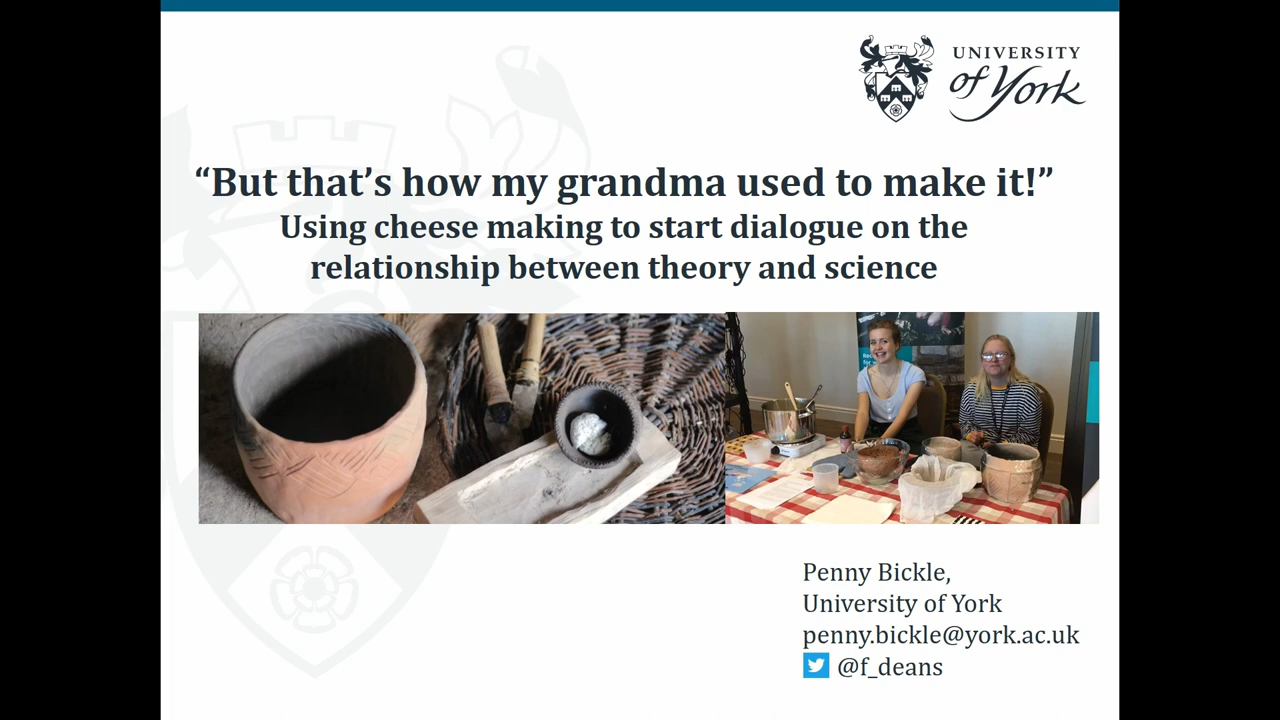 UNIVERSITY
of York
“But that’s how my grandma used to make it!”
Using cheese making to start dialogue on the
relationship between theory and science
Penny Bickle,
University of York
penny.bickle@york.ac.uk
@f_deans